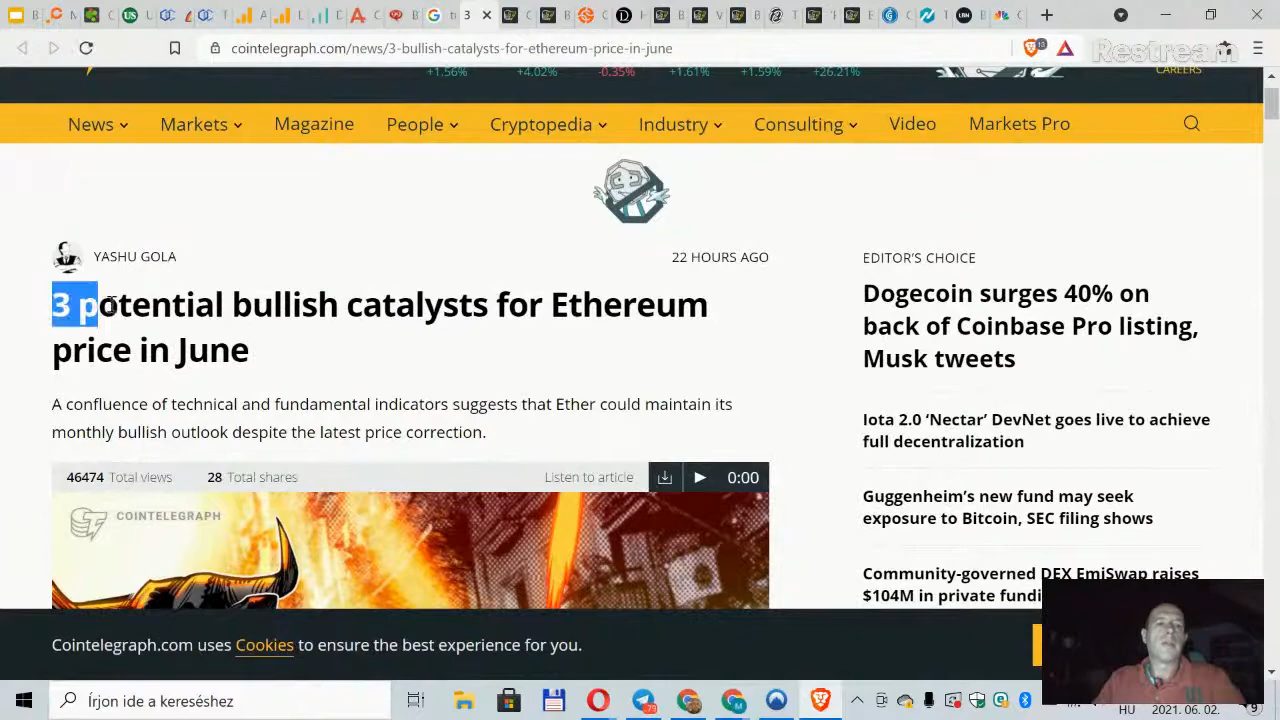 3
cointelegraph.com/news/3-bullish-catalysts-for-ethereum-price-in-june
Restream
+1.56% +4.02% -0.35% +1.61% +1.59% +26.21% CAREERS
News Markets Magazine People Cryptopedia Industry Consulting Video Markets Pro
YASHU GOLA 22 HOURS AGO
3 potential bullish catalysts for Ethereum
price in June
A confluence of technical and fundamental indicators suggests that Ether could maintain its
monthly bullish outlook despite the latest price correction.
46474 Total views 28 Total shares Listen to article 0:00
COINTELEGRAPH
EDITOR'S CHOICE
Dogecoin surges 40% on
back of Coinbase Pro listing,
Musk tweets
Iota 2.0 ‘Nectar’ DevNet goes live to achieve
full decentralization
Guggenheim’s new fund may seek
exposure to Bitcoin, SEC filing shows
Community-governed DEX EmiSwap raises
$104M in private
Cointelegraph.com uses Cookies to ensure the best experience for you.
Írjon ide a kereséshez
HU 2021. 06. 02.